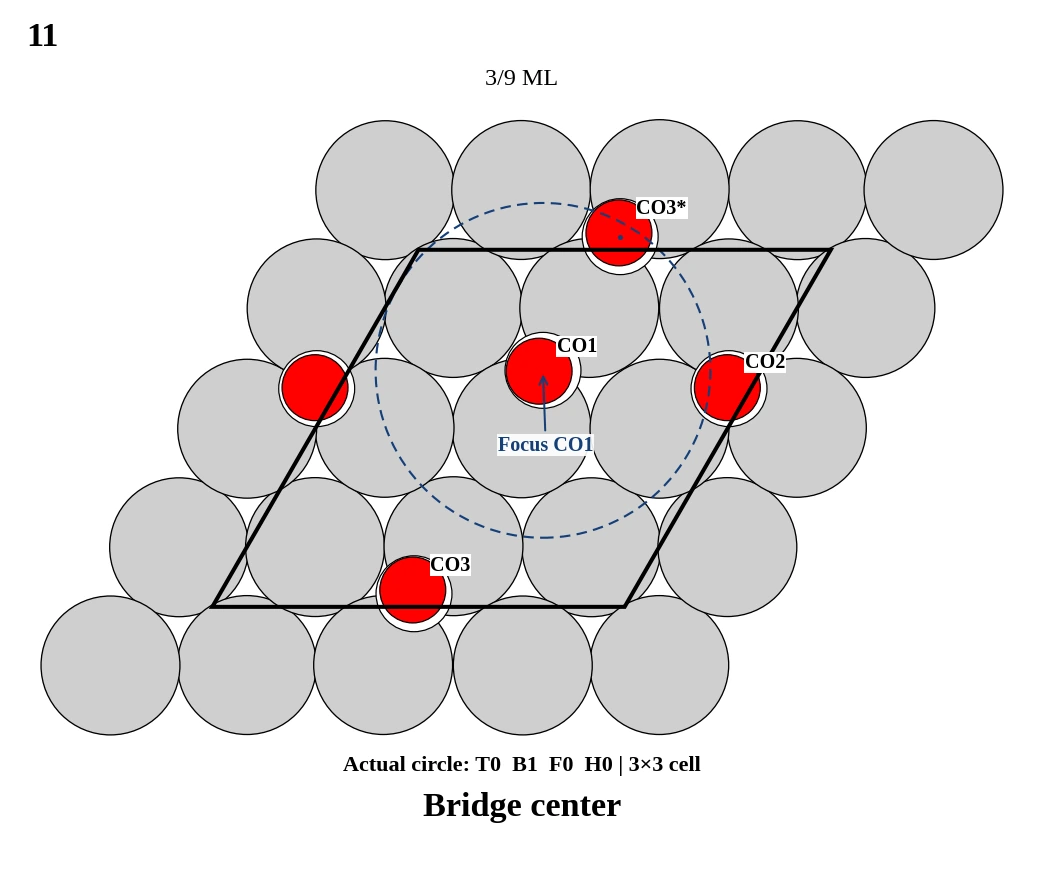 11
3/9 ML
CO3*
CO1
CO2
Focus CO1
CO3
Actual circle: T0 B1 F0 H0 | 3×3 cell
Bridge center